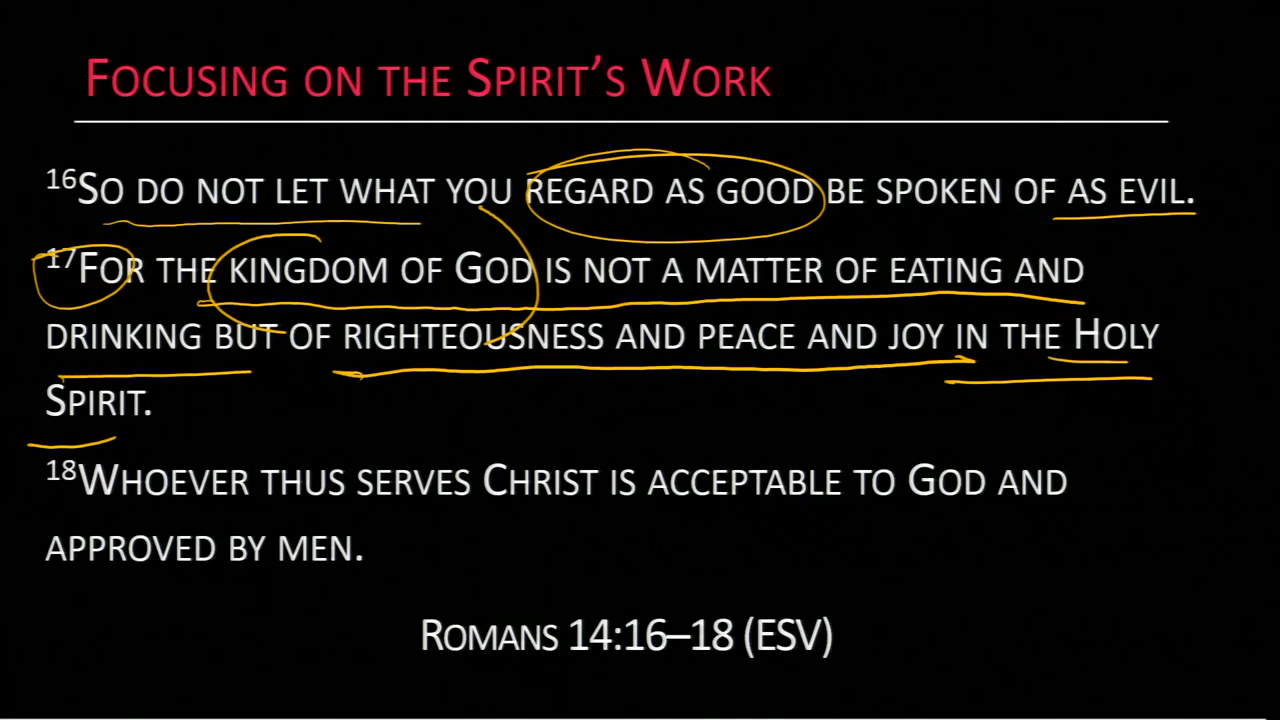 Focusing on the Spirit's Work
16So do not let what you regard as good be spoken of as evil.
17For the kingdom of God is not a matter of eating and
drinking but of righteousness and peace and joy in the Holy
Spirit.
18Whoever thus serves Christ is acceptable to God and
approved by men.
Romans 14:16–18 (ESV)